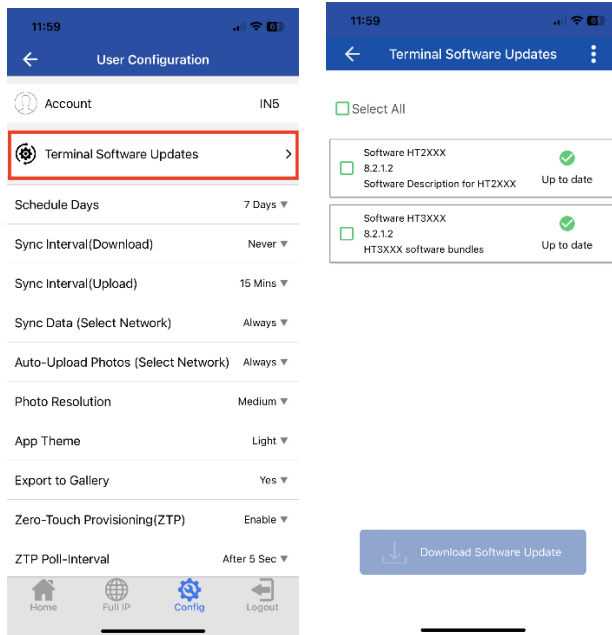 11:59
User Configuration
Account IN5
Terminal Software Updates
Schedule Days 7 Days
Sync Interval(Download) Never
Sync Interval(Upload) 15 Mins
Sync Data (Select Network) Always
Auto-Upload Photos (Select Network) Always
Photo Resolution Medium
App Theme Light
Export to Gallery Yes
Zero-Touch Provisioning(ZTP) Enable
ZTP Poll-Interval After 5 Sec
Home Full IP Config Logout
11:59
Terminal Software Updates
Select All
Software HT2XXX
8.2.1.2
Software Description for HT2XXX
Up to date
Software HT3XXX
8.2.1.2
HT3XXX software bundles
Up to date
Download Software Update